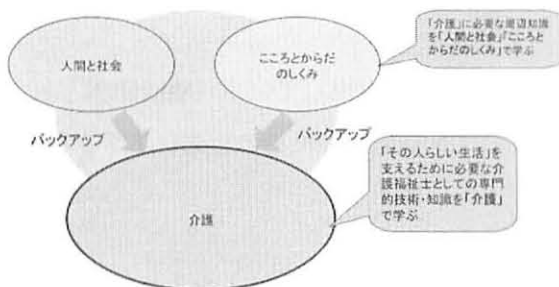 人間と社会
こころとからだ
のしくみ
「介護」に必要な周辺知識
を「人間と社会」「こころと
からだのしくみ」で学ぶ
バックアップ
バックアップ
介護
「その人らしい生活」を
支えるために必要な介
護福祉士としての専門
的技術・知識を「介護」
で学ぶ